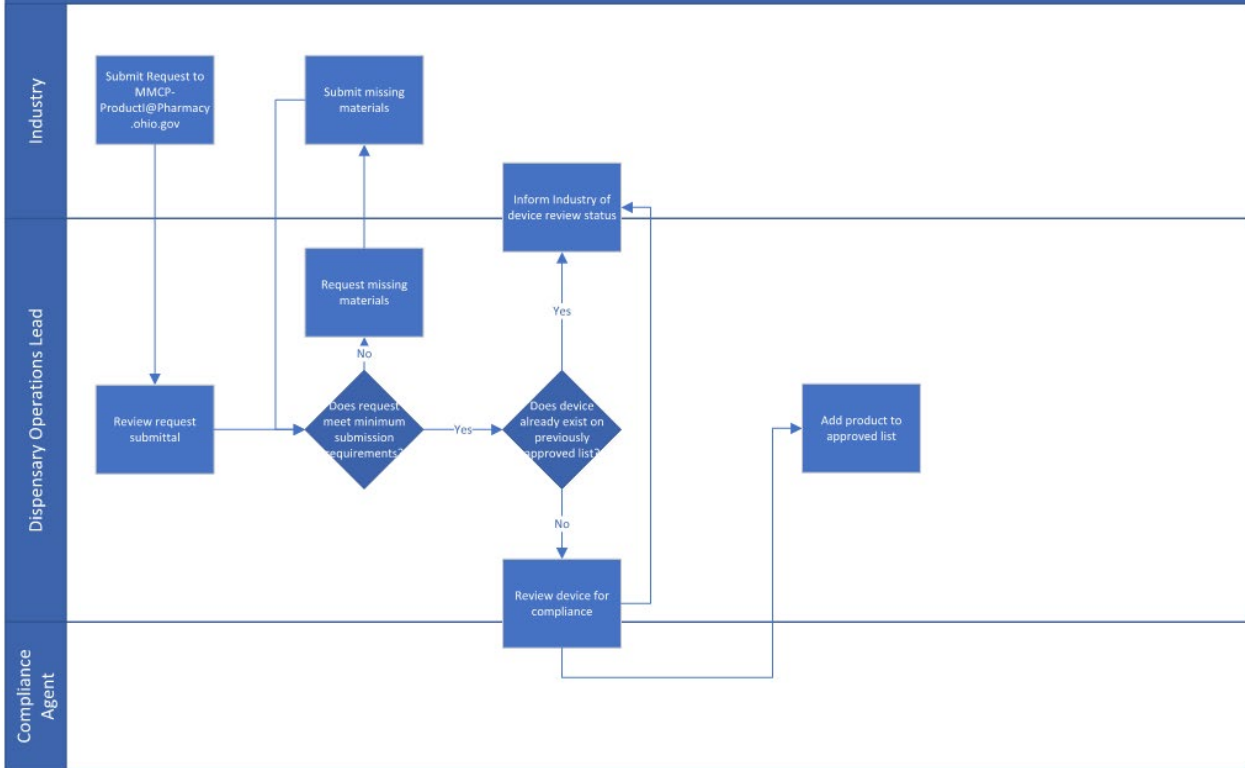 Industry
Submit Request to
MMCP-
Productl@Pharmacy
.ohio.gov
Submit missing
materials
Inform Industry of
device review status
Dispensary Operations Lead
Request missing
materials
No
Yes
Review request
submittal
Does request
meet minimum
submission
requirements?
Yes
Does device
already exist on
previously
approved list?
Add product to
approved list
No
Review device for
compliance
Compliance
Agent